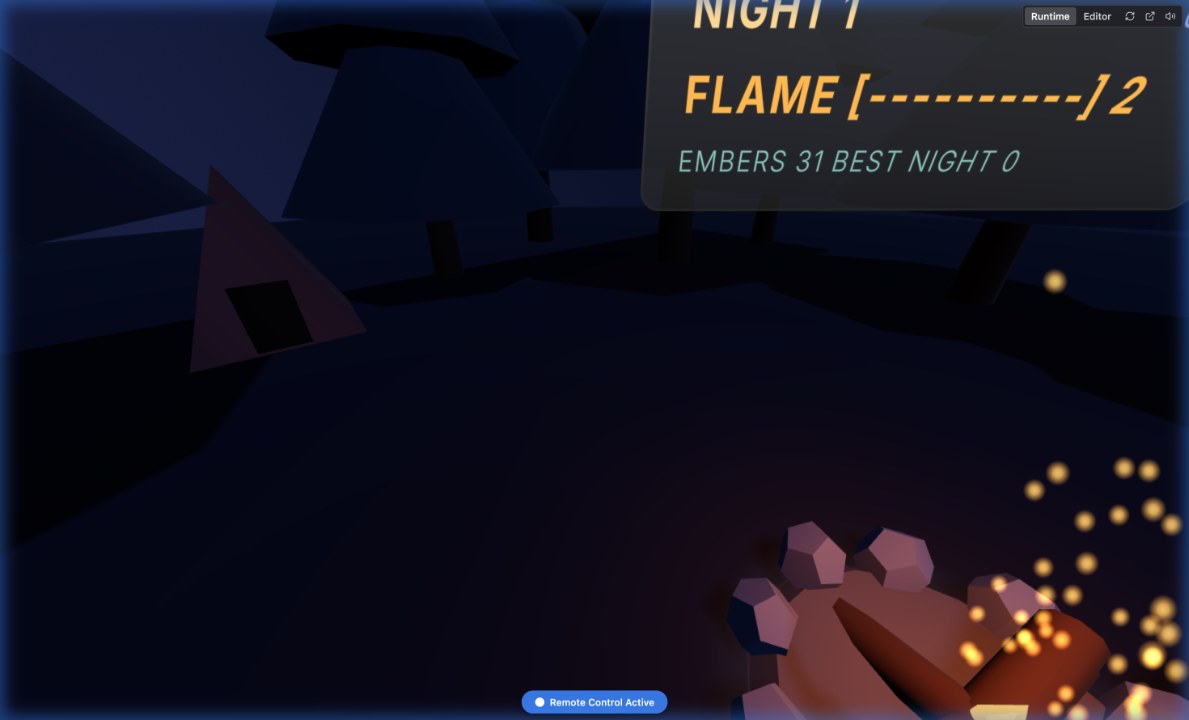 Runtime Editor
NIGHT 1
FLAME [-----------] 2
EMBERS 31 BEST NIGHT 0
Remote Control Active